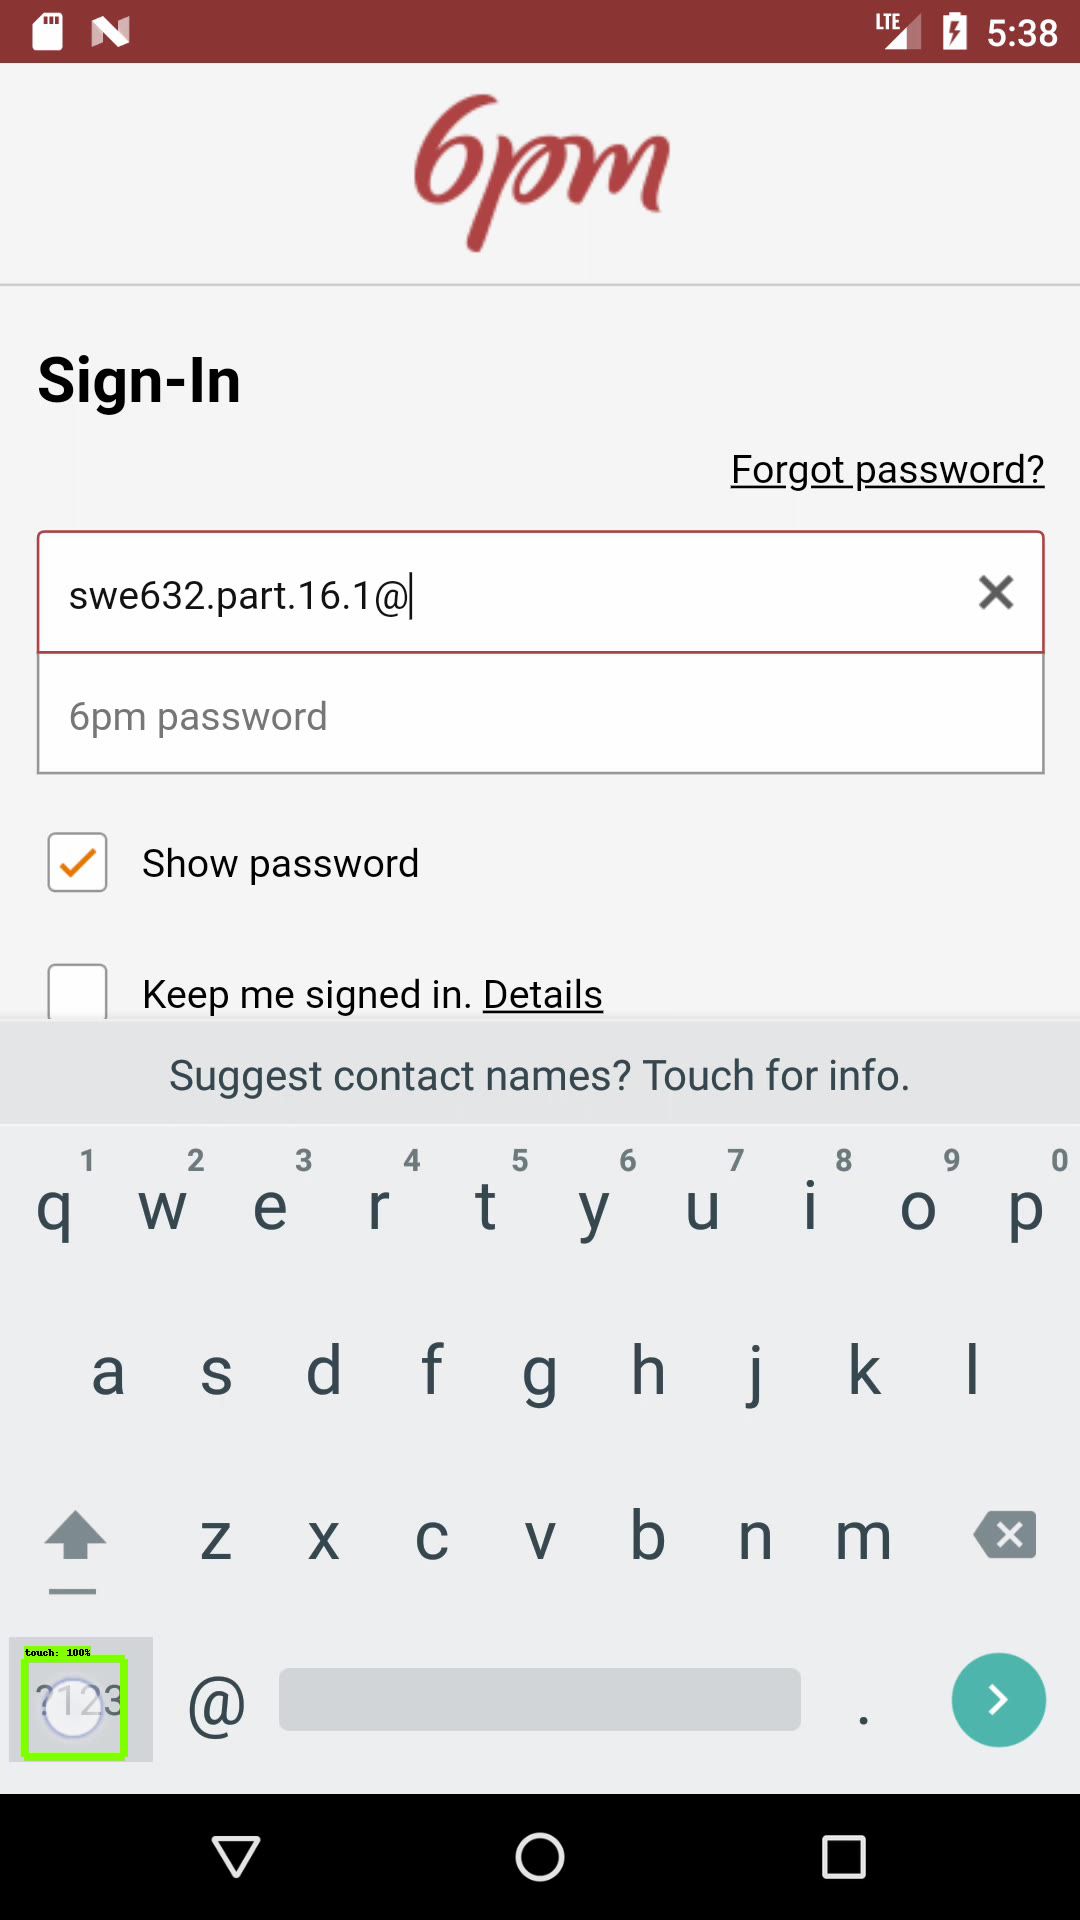 LTE 5:38
6pm
Sign-In
Forgot password?
swe632.part.16.1@
6pm password
Show password
Keep me signed in. Details
Suggest contact names? Touch for info.
1 2 3 4 5 6 7 8 9 0
q w e r t y u i o p
a s d f g h j k l
z x c v b n m
touch: 100%
?123 @ .